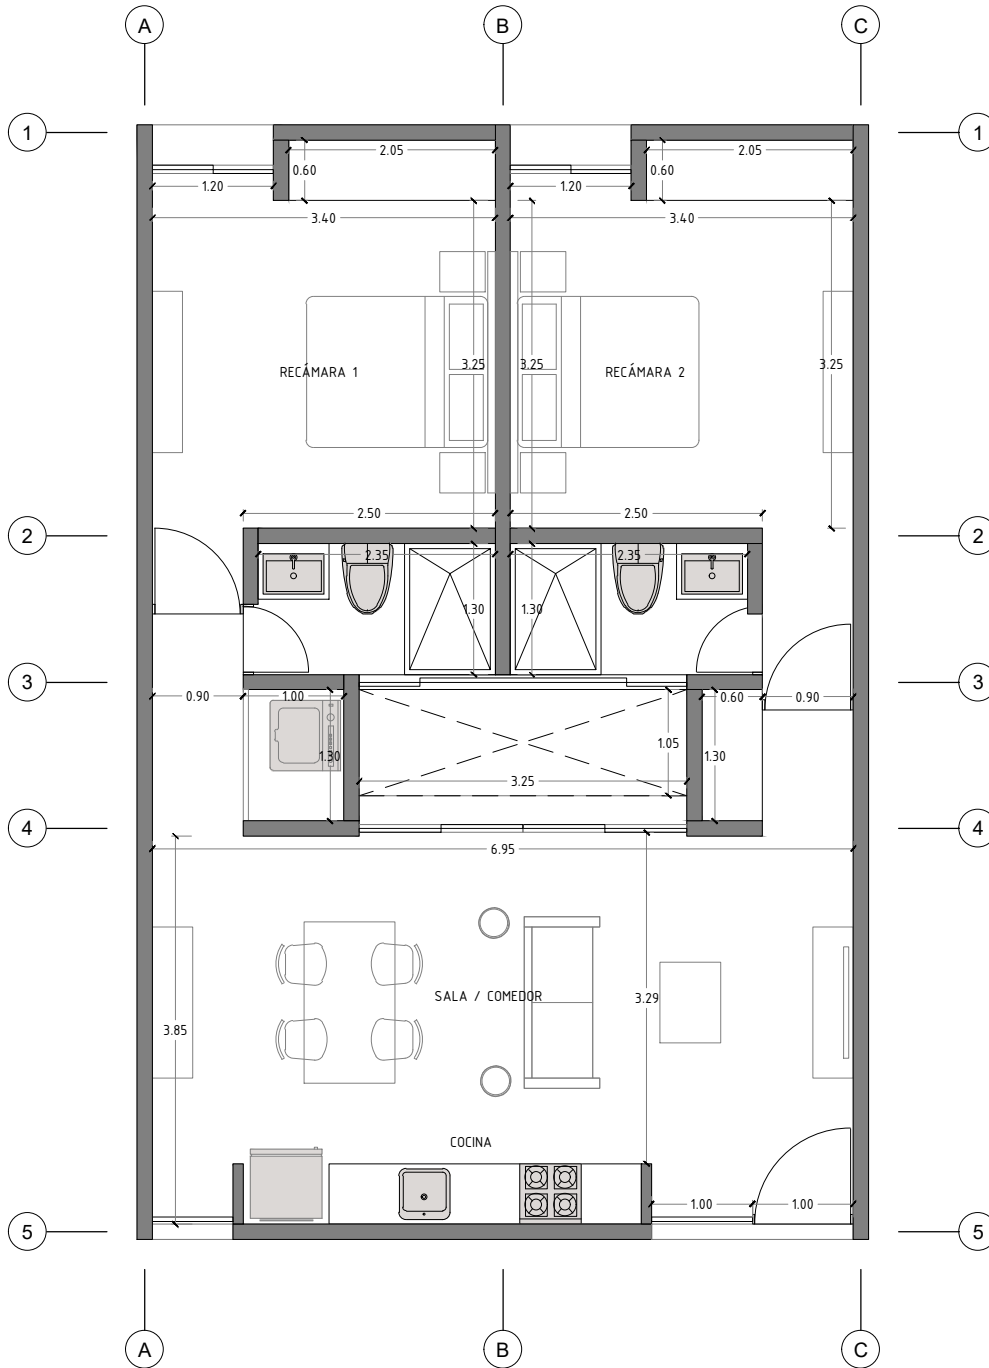 A B C
1 1
2.05 2.05
0.60 0.60
1.20 1.20
3.40 3.40
3.25 3.25 3.25
RECÁMARA 1 RECÁMARA 2
2.50 2.50
2 2
2.35 2.35
1.30 1.30
3 3
0.90 1.00 0.60 0.90
1.30 1.05 1.30
3.25
4 4
6.95
SALA / COMEDOR 3.29
3.85
COCINA
1.00 1.00
5 5
A B C